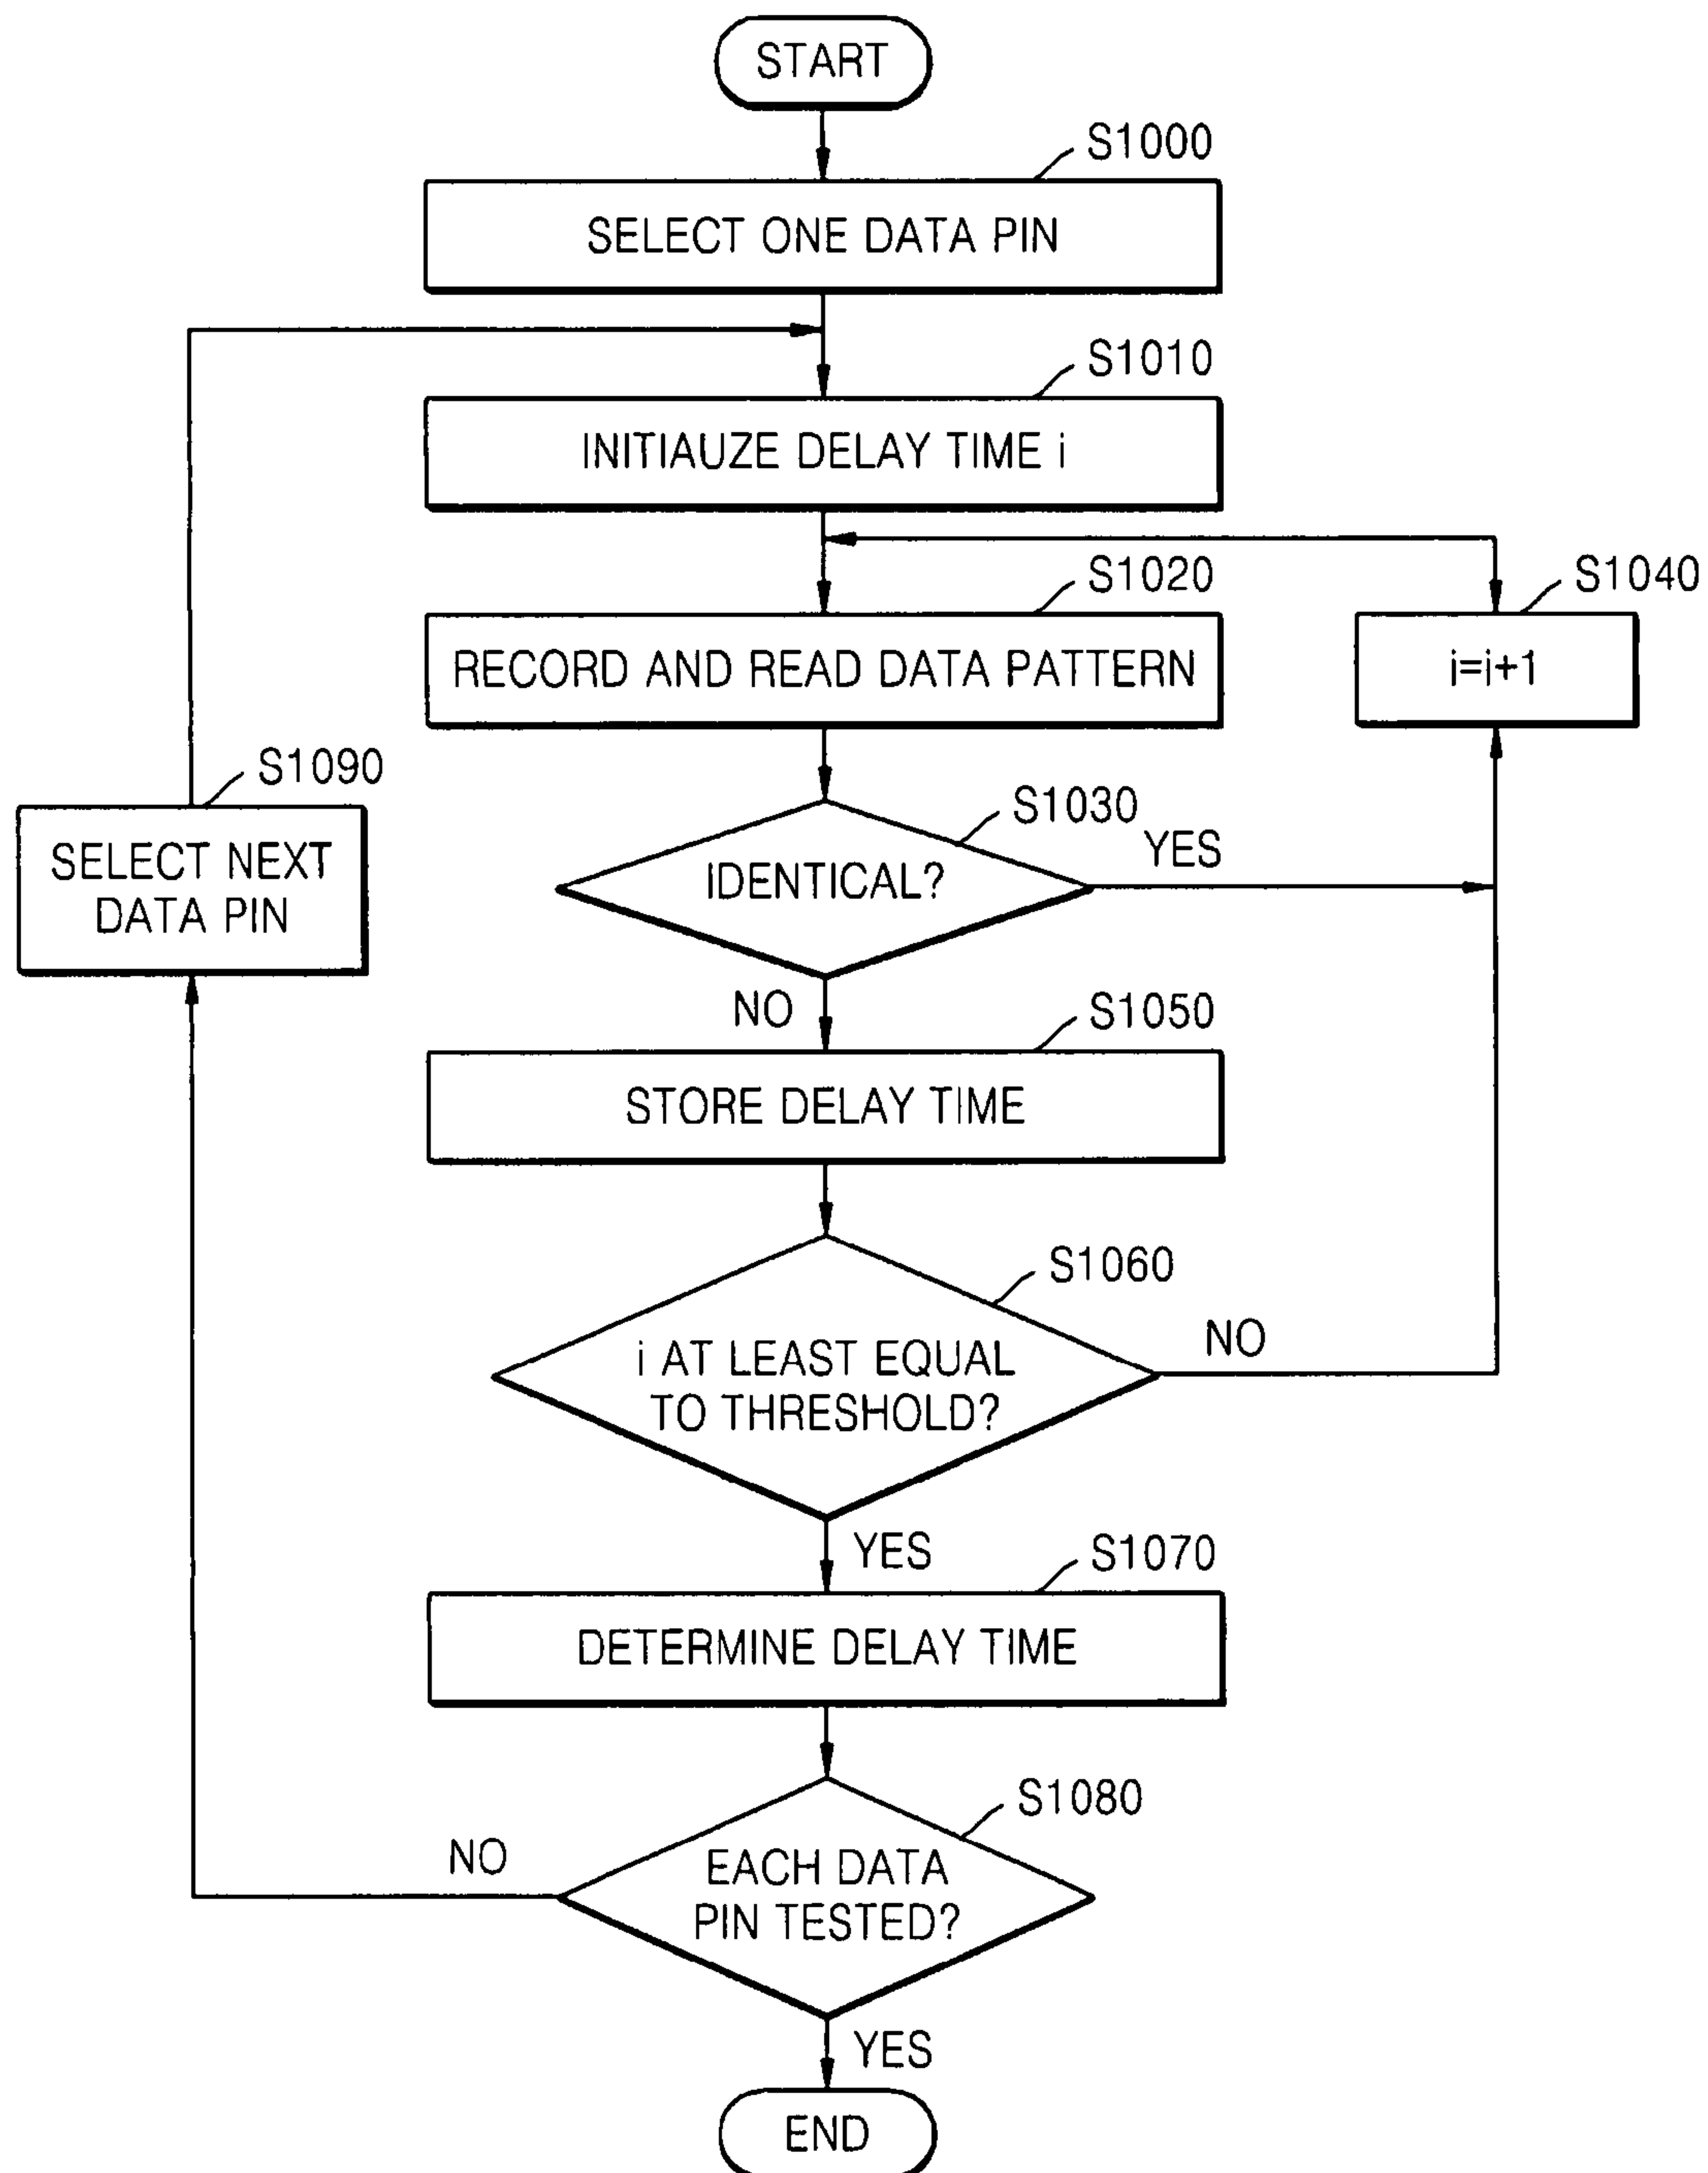 START
S1000
SELECT ONE DATA PIN
S1010
INITIAUZE DELAY TIME i
S1020
RECORD AND READ DATA PATTERN
S1040
i=i+1
S1030
IDENTICAL?
YES
S1090
SELECT NEXT
DATA PIN
NO
S1050
STORE DELAY TIME
S1060
i AT LEAST EQUAL
TO THRESHOLD?
NO
YES
S1070
DETERMINE DELAY TIME
S1080
EACH DATA
PIN TESTED?
NO
YES
END